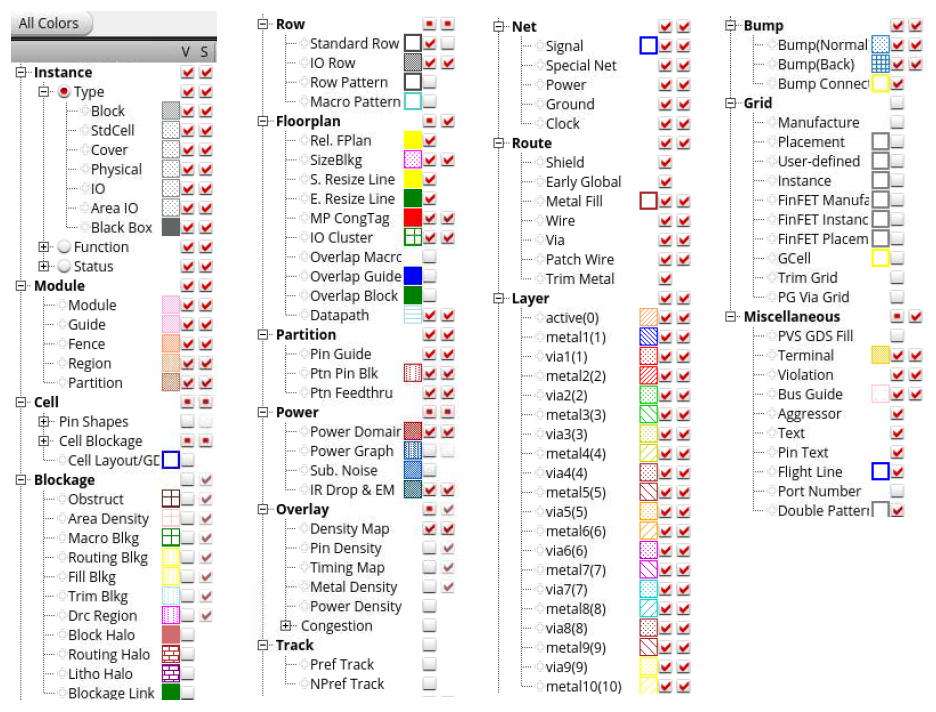 All Colors
V S
Instance
Type
Block
StdCell
Cover
Physical
IO
Area IO
Black Box
Function
Status
Module
Module
Guide
Fence
Region
Partition
Cell
Pin Shapes
Cell Blockage
Cell Layout/GD
Blockage
Obstruct
Area Density
Macro Blkg
Routing Blkg
Fill Blkg
Trim Blkg
Drc Region
Block Halo
Routing Halo
Litho Halo
Blockage Link
Row
Standard Row
IO Row
Row Pattern
Macro Pattern
Floorplan
Rel. FPlan
SizeBlkg
S. Resize Line
E. Resize Line
MP CongTag
IO Cluster
Overlap Macrc
Overlap Guide
Overlap Block
Datapath
Partition
Pin Guide
Ptn Pin Blk
Ptn Feedthru
Power
Power Domair
Power Graph
Sub. Noise
IR Drop & EM
Overlay
Density Map
Pin Density
Timing Map
Metal Density
Power Density
Congestion
Track
Pref Track
NPref Track
Net
Signal
Special Net
Power
Ground
Clock
Route
Shield
Early Global
Metal Fill
Wire
Via
Patch Wire
Trim Metal
Layer
active(0)
metal1(1)
via1(1)
metal2(2)
via2(2)
metal3(3)
via3(3)
metal4(4)
via4(4)
metal5(5)
via5(5)
metal6(6)
via6(6)
metal7(7)
via7(7)
metal8(8)
via8(8)
metal9(9)
via9(9)
metal10(10)
Bump
Bump(Normal
Bump(Back)
Bump Connect
Grid
Manufacture
Placement
User-defined
Instance
FinFET Manufa
FinFET Instanc
FinFET Placem
GCell
Trim Grid
PG Via Grid
Miscellaneous
PVS GDS Fill
Terminal
Violation
Bus Guide
Aggressor
Text
Pin Text
Flight Line
Port Number
Double Pattern